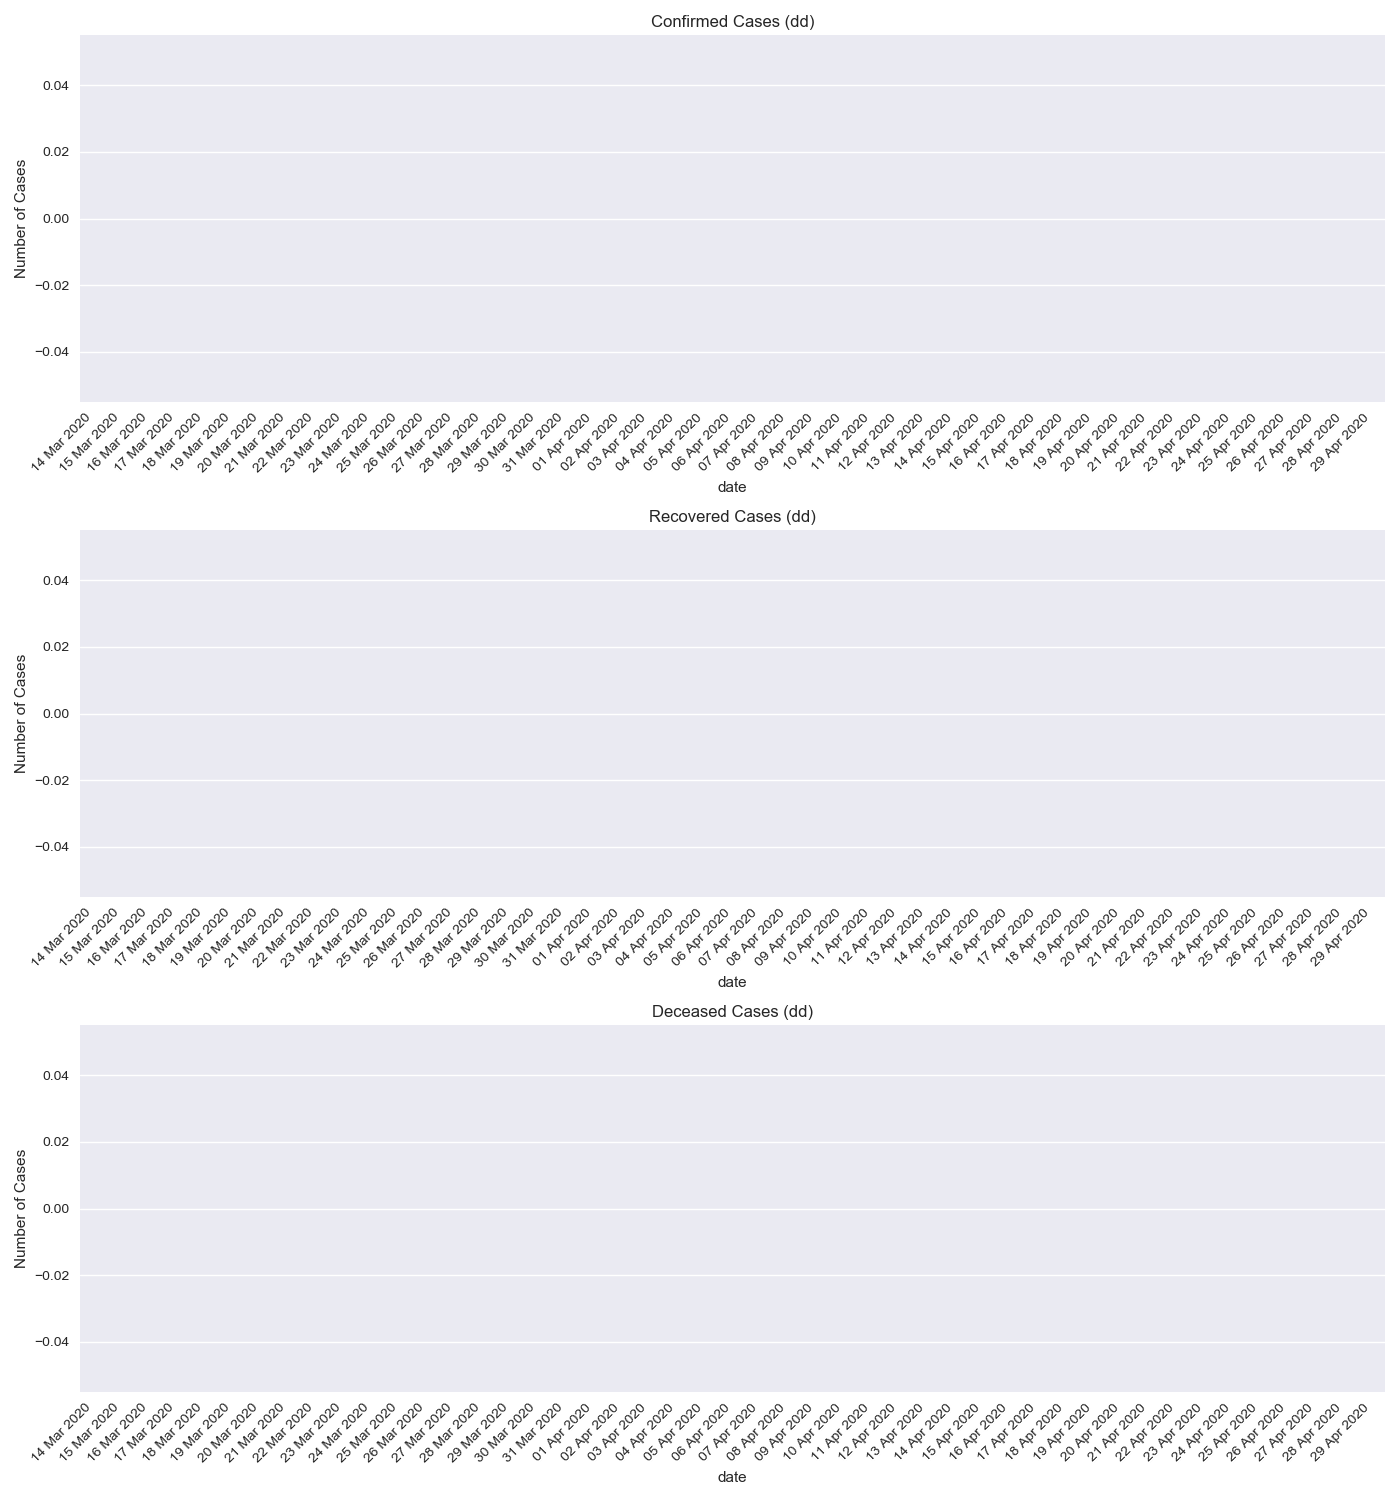 Confirmed Cases (dd)
0.04
0.02
0.00
−0.02
−0.04
Number of Cases
14 Mar 2020
15 Mar 2020
16 Mar 2020
17 Mar 2020
18 Mar 2020
19 Mar 2020
20 Mar 2020
21 Mar 2020
22 Mar 2020
23 Mar 2020
24 Mar 2020
25 Mar 2020
26 Mar 2020
27 Mar 2020
28 Mar 2020
29 Mar 2020
30 Mar 2020
31 Mar 2020
01 Apr 2020
02 Apr 2020
03 Apr 2020
04 Apr 2020
05 Apr 2020
06 Apr 2020
07 Apr 2020
08 Apr 2020
09 Apr 2020
10 Apr 2020
11 Apr 2020
12 Apr 2020
13 Apr 2020
14 Apr 2020
15 Apr 2020
16 Apr 2020
17 Apr 2020
18 Apr 2020
19 Apr 2020
20 Apr 2020
21 Apr 2020
22 Apr 2020
23 Apr 2020
24 Apr 2020
25 Apr 2020
26 Apr 2020
27 Apr 2020
28 Apr 2020
29 Apr 2020
date
Recovered Cases (dd)
0.04
0.02
0.00
−0.02
−0.04
Number of Cases
14 Mar 2020
15 Mar 2020
16 Mar 2020
17 Mar 2020
18 Mar 2020
19 Mar 2020
20 Mar 2020
21 Mar 2020
22 Mar 2020
23 Mar 2020
24 Mar 2020
25 Mar 2020
26 Mar 2020
27 Mar 2020
28 Mar 2020
29 Mar 2020
30 Mar 2020
31 Mar 2020
01 Apr 2020
02 Apr 2020
03 Apr 2020
04 Apr 2020
05 Apr 2020
06 Apr 2020
07 Apr 2020
08 Apr 2020
09 Apr 2020
10 Apr 2020
11 Apr 2020
12 Apr 2020
13 Apr 2020
14 Apr 2020
15 Apr 2020
16 Apr 2020
17 Apr 2020
18 Apr 2020
19 Apr 2020
20 Apr 2020
21 Apr 2020
22 Apr 2020
23 Apr 2020
24 Apr 2020
25 Apr 2020
26 Apr 2020
27 Apr 2020
28 Apr 2020
29 Apr 2020
date
Deceased Cases (dd)
0.04
0.02
0.00
−0.02
−0.04
Number of Cases
14 Mar 2020
15 Mar 2020
16 Mar 2020
17 Mar 2020
18 Mar 2020
19 Mar 2020
20 Mar 2020
21 Mar 2020
22 Mar 2020
23 Mar 2020
24 Mar 2020
25 Mar 2020
26 Mar 2020
27 Mar 2020
28 Mar 2020
29 Mar 2020
30 Mar 2020
31 Mar 2020
01 Apr 2020
02 Apr 2020
03 Apr 2020
04 Apr 2020
05 Apr 2020
06 Apr 2020
07 Apr 2020
08 Apr 2020
09 Apr 2020
10 Apr 2020
11 Apr 2020
12 Apr 2020
13 Apr 2020
14 Apr 2020
15 Apr 2020
16 Apr 2020
17 Apr 2020
18 Apr 2020
19 Apr 2020
20 Apr 2020
21 Apr 2020
22 Apr 2020
23 Apr 2020
24 Apr 2020
25 Apr 2020
26 Apr 2020
27 Apr 2020
28 Apr 2020
29 Apr 2020
date